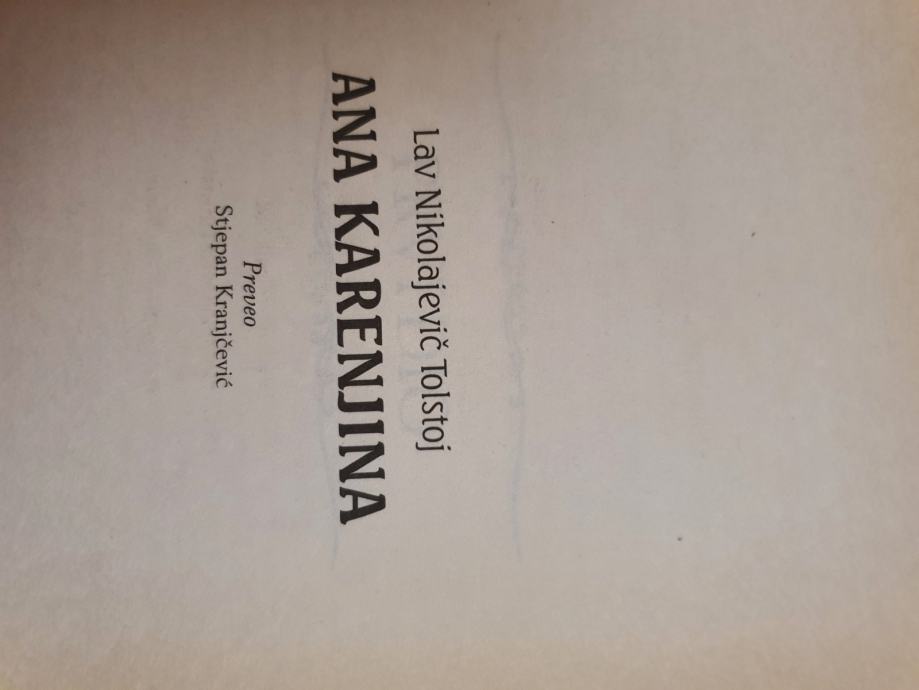 Lav Nikolajevič Tolstoj
ANA KARENJINA
Preveo
Stjepan Kranjčević